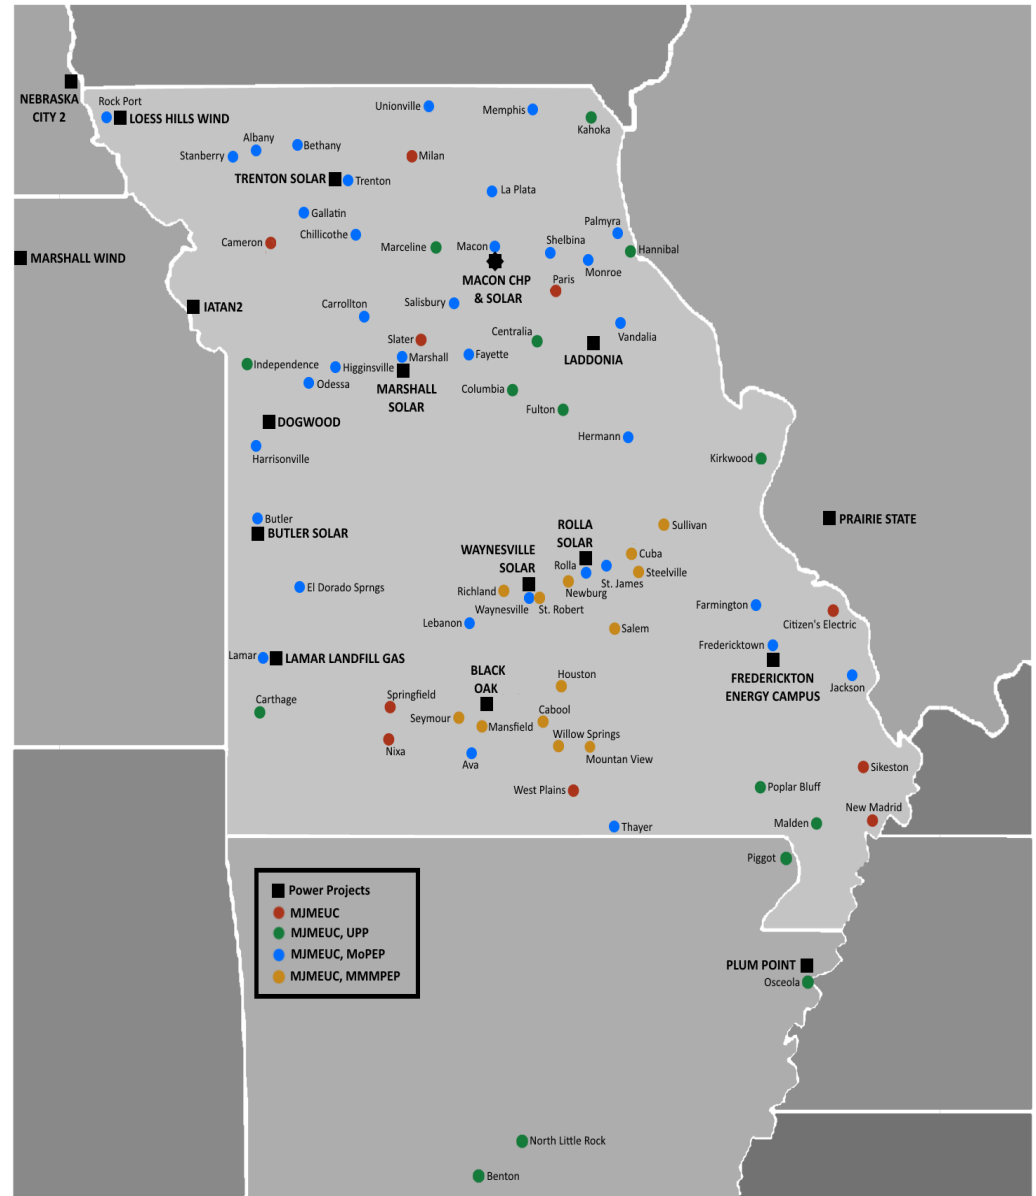 Rock Port
NEBRASKA
CITY 2
LOESS HILLS WIND
Unionville
Memphis
Kahoka
Albany
Bethany
Stanberry
Milan
TRENTON SOLAR
Trenton
La Plata
Gallatin
Palmyra
Chillicothe
Cameron
Marceline
Macon
Shelbina
Hannibal
Monroe
MARSHALL WIND
MACON CHP
& SOLAR
Paris
IATAN2
Carrollton
Salisbury
Slater
Centralia
Vandalia
LADDONIA
Marshall
Fayette
Independence
Higginsville
Odessa
MARSHALL
SOLAR
Columbia
Fulton
DOGWOOD
Hermann
Harrisonville
Kirkwood
Butler
BUTLER SOLAR
PRAIRIE STATE
Sullivan
ROLLA
SOLAR
WAYNESVILLE
SOLAR
Cuba
Rolla
Steelville
St. James
El Dorado Sprngs
Richland
Newburg
Waynesville
St. Robert
Farmington
Citizen's Electric
Lebanon
Salem
Fredericktown
Lamar
LAMAR LANDFILL GAS
FREDERICKTON
ENERGY CAMPUS
Jackson
BLACK
OAK
Houston
Carthage
Springfield
Seymour
Mansfield
Cabool
Willow Springs
Mountan View
Nixa
Ava
Sikeston
West Plains
Poplar Bluff
New Madrid
Malden
Thayer
Piggot
Power Projects
MJMEUC
MJMEUC, UPP
MJMEUC, MoPEP
MJMEUC, MMMPEP
PLUM POINT
Osceola
North Little Rock
Benton